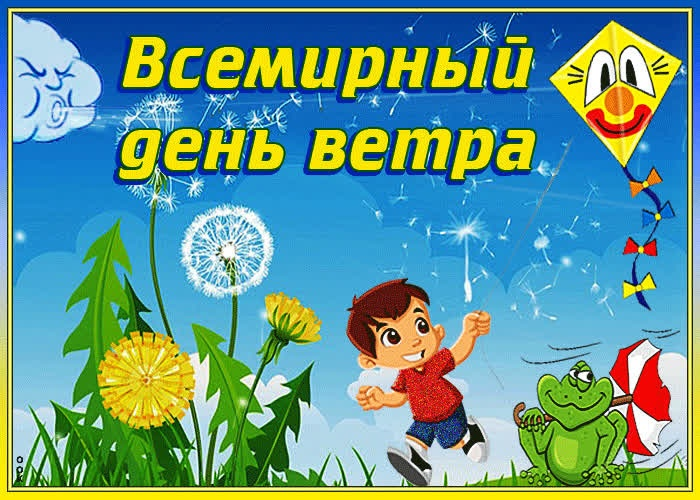 Всемирный
день ветра